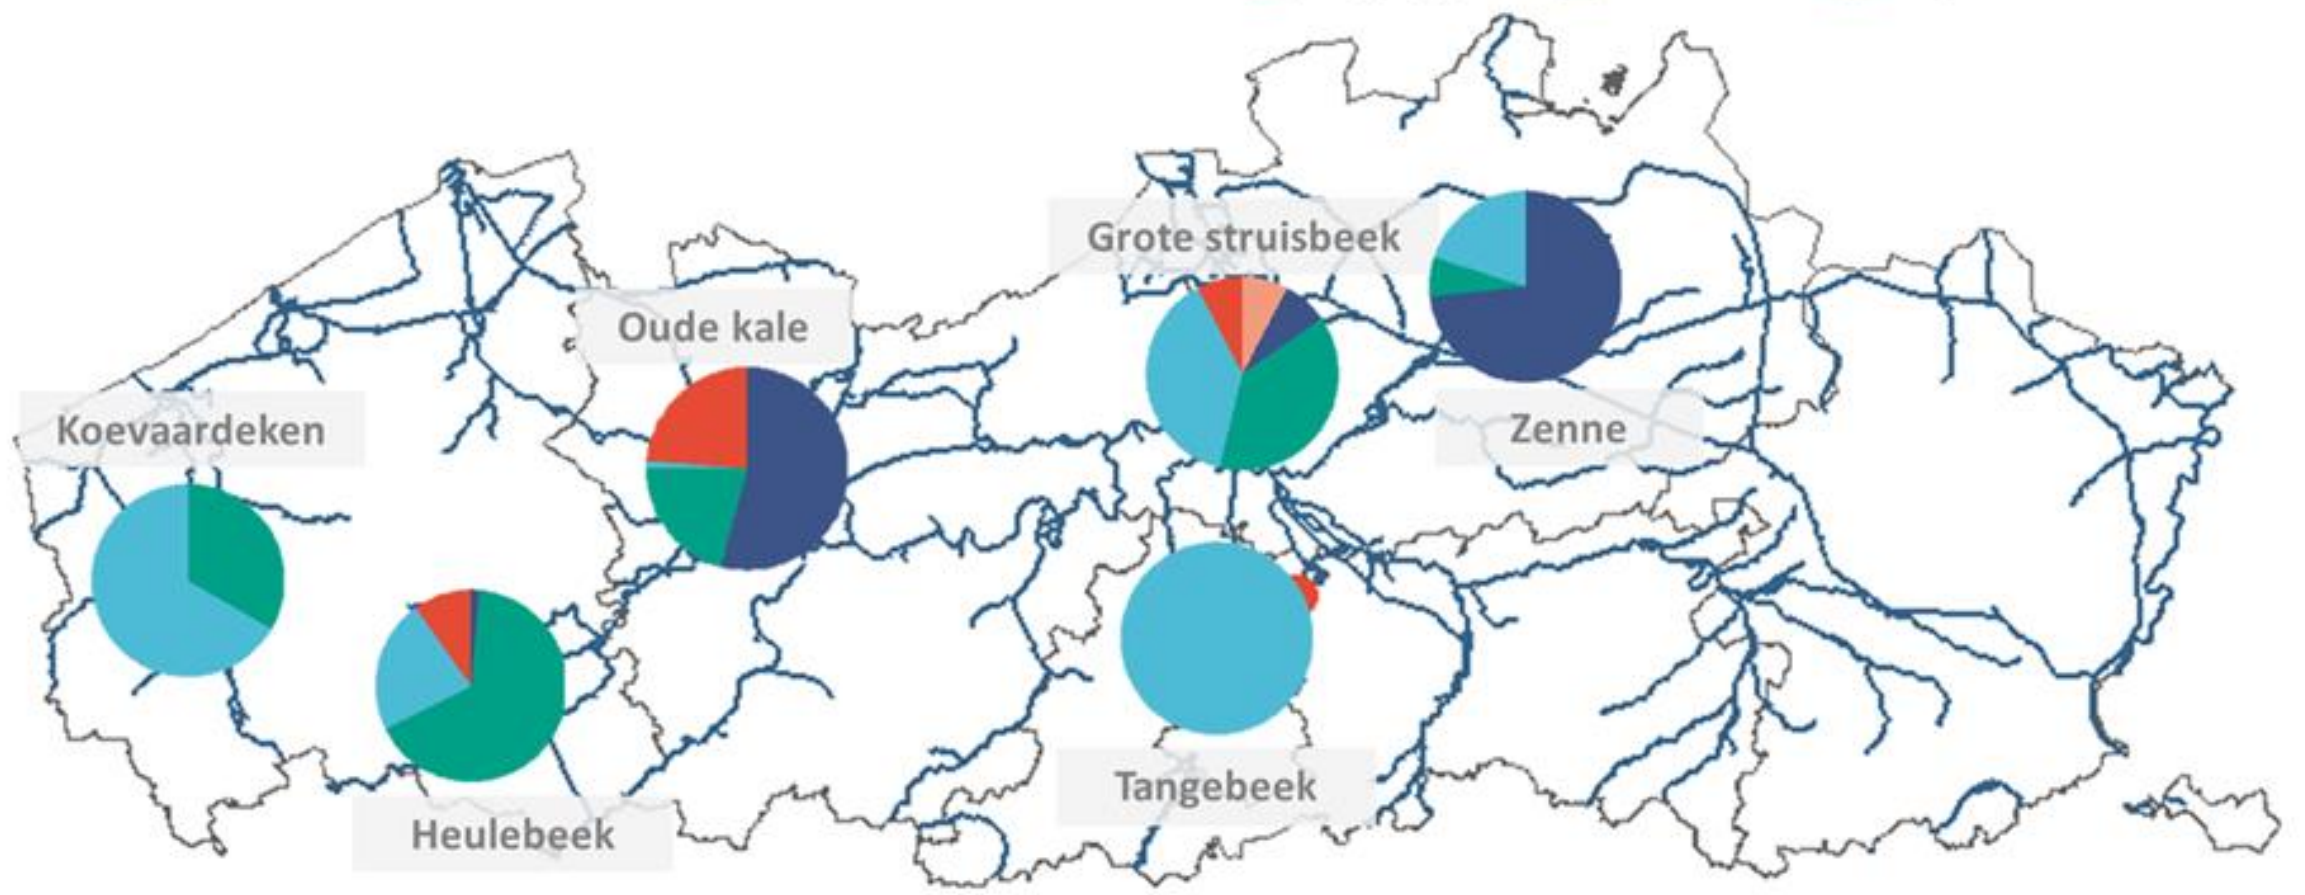 Grote struisbeek
Oude kale
Koevaardeken
Zenne
Tangebeek
Heulebeek